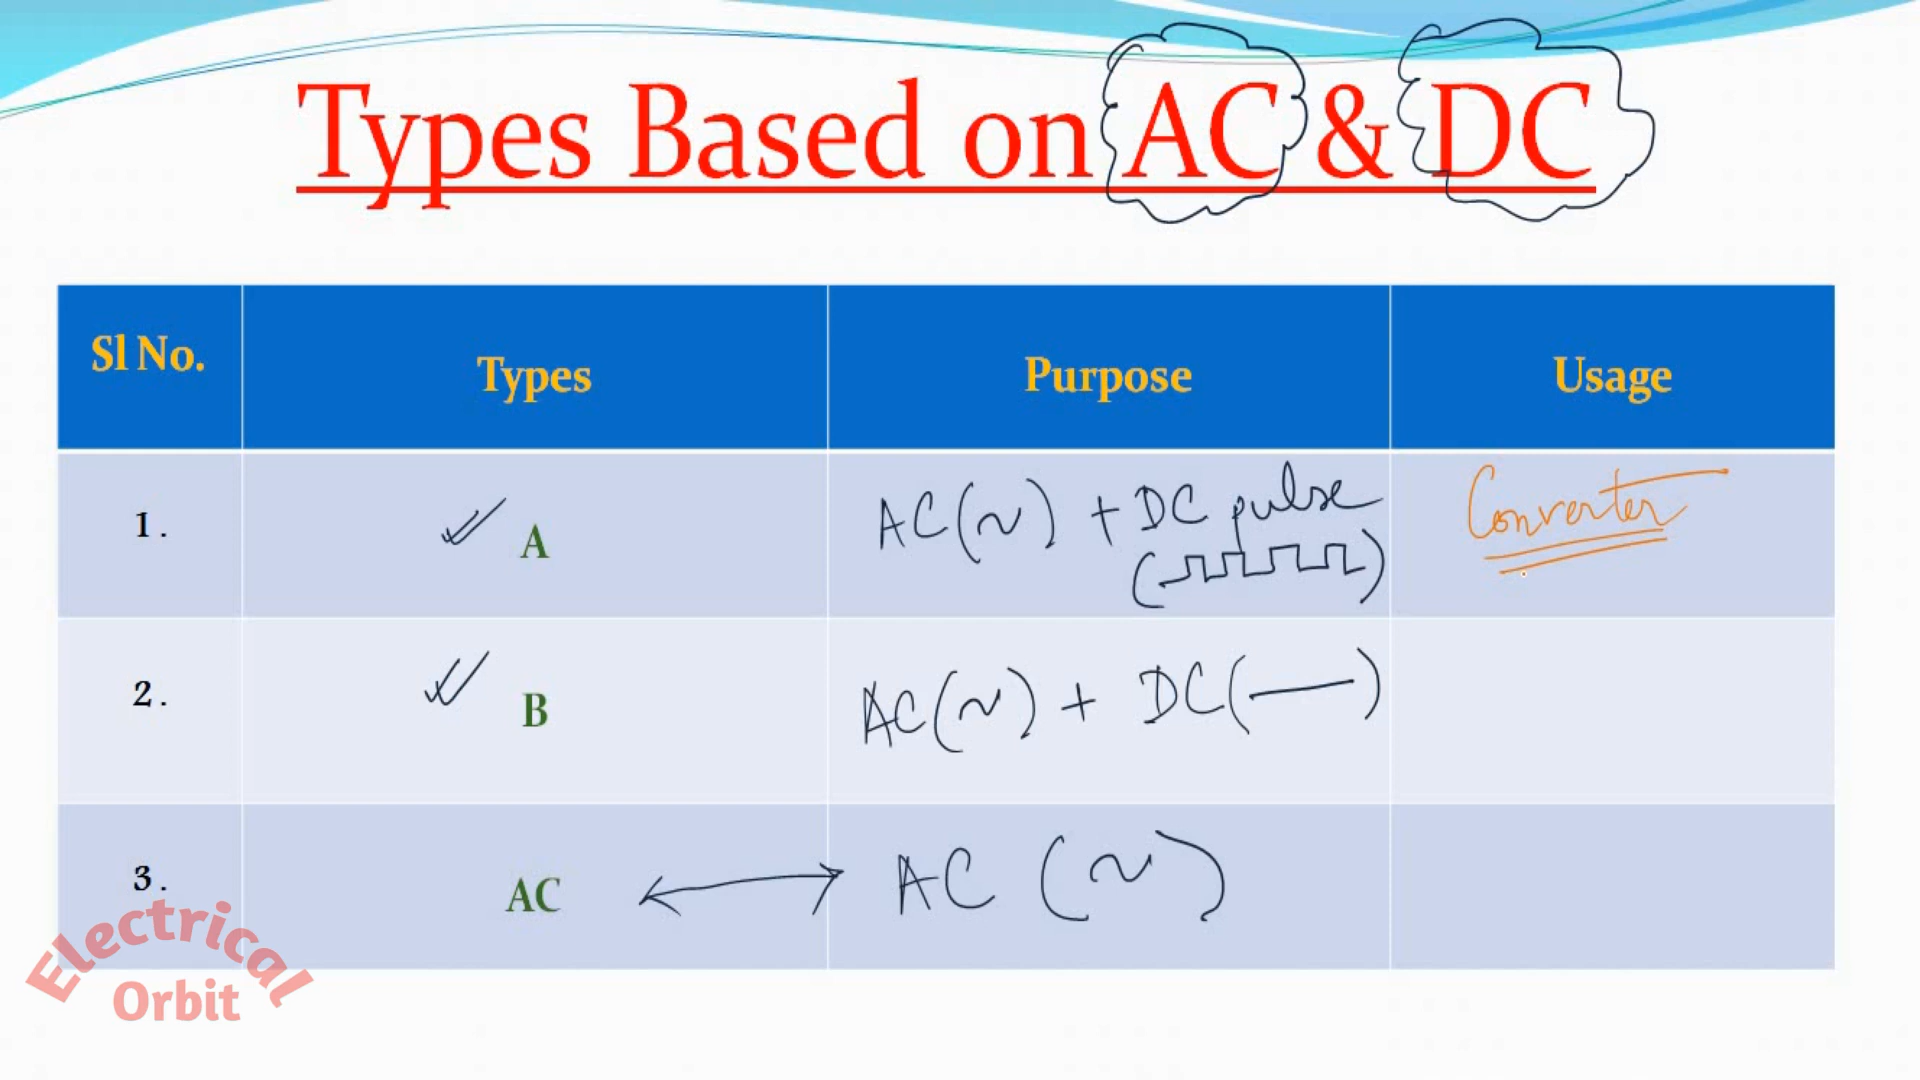 Types Based on AC & DC
Sl No. Types Purpose Usage
1. A AC(~) + DC pulse Converter
2. B AC(~) + DC(—)
3. AC AC (~)
Electrical
Orbit